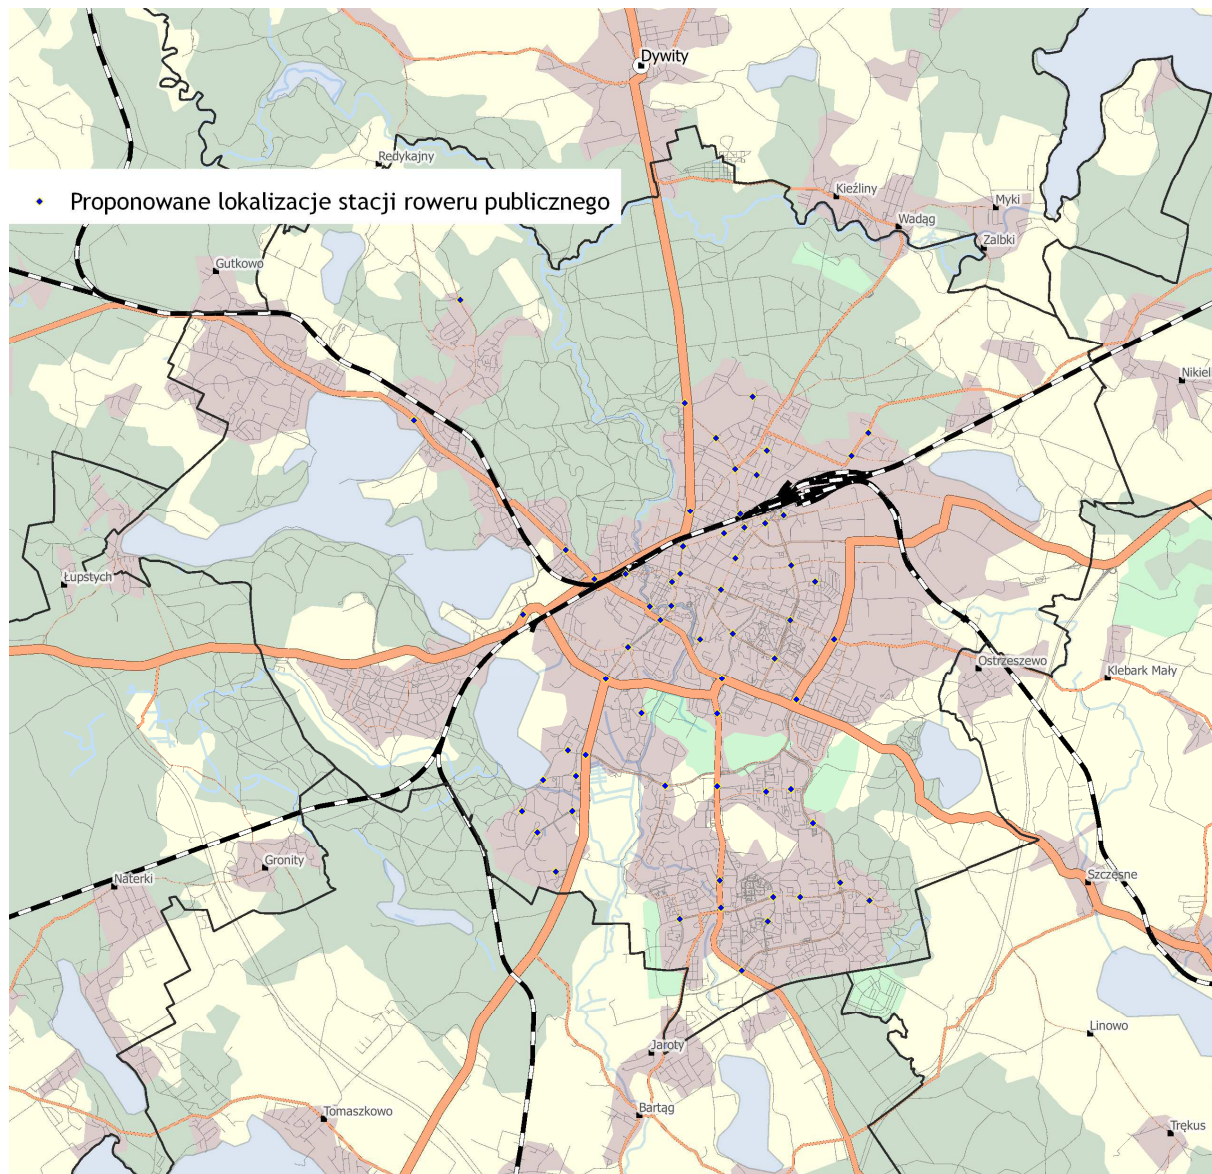 Dywity
Redykajny
Kieźliny
Myki
Proponowane lokalizacje stacji roweru publicznego
Wadąg
Zalbki
Gutkowo
Łupstych
Ostrzeszewo
Klebark Mały
Gronity
Naterki
Szczęsne
Linowo
Jaroty
Tomaszkowo
Bartąg
Trękus